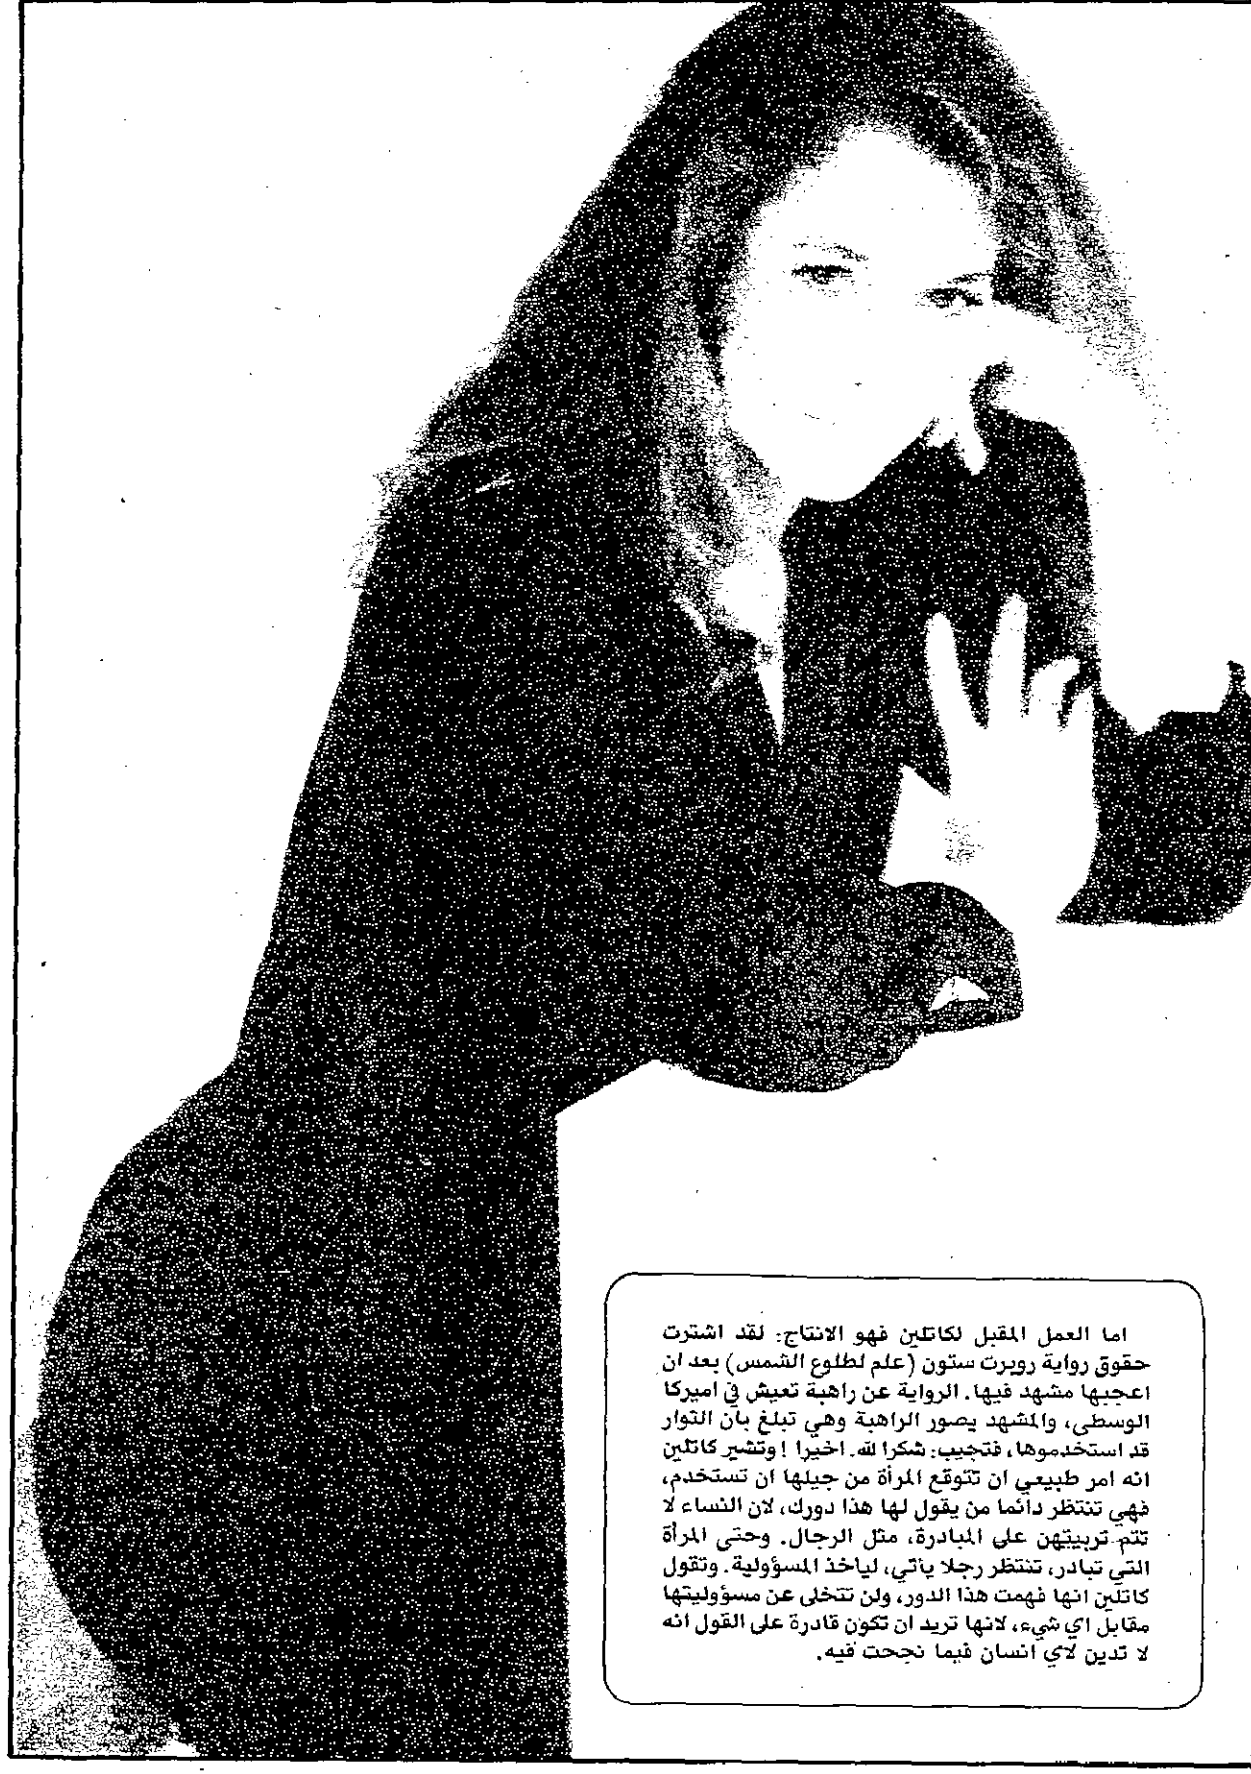 اما العمل المقبل لكاتلين فهو الانتاج: لقد اشترت
حقوق رواية روبرت ستون (علم لطلوع الشمس) بعد ان
اعجبها مشهد فيها. الرواية عن راهبة تعيش في اميركا
الوسطى، والمشهد يصور الراهبة وهي تبلغ بأن الثوار
قد استخدموها، فتجيب: شكرا لله. اخيرا ! وتشير كاتلين
انه امر طبيعي ان تتوقع المرأة من جيلها ان تستخدم،
فهي تنتظر دائما من يقول لها هذا دورك، لان النساء لا
تتم تربيتهن على المبادرة، مثل الرجال. وحتى المرأة
التي تبادر، تنتظر رجلا يأتي، ليأخذ المسؤولية. وتقول
كاتلين انها فهمت هذا الدور، ولن تتخلى عن مسؤوليتها
مقابل اي شيء، لانها تريد ان تكون قادرة على القول انه
لا تدين لاي انسان فيما نجحت فيه.